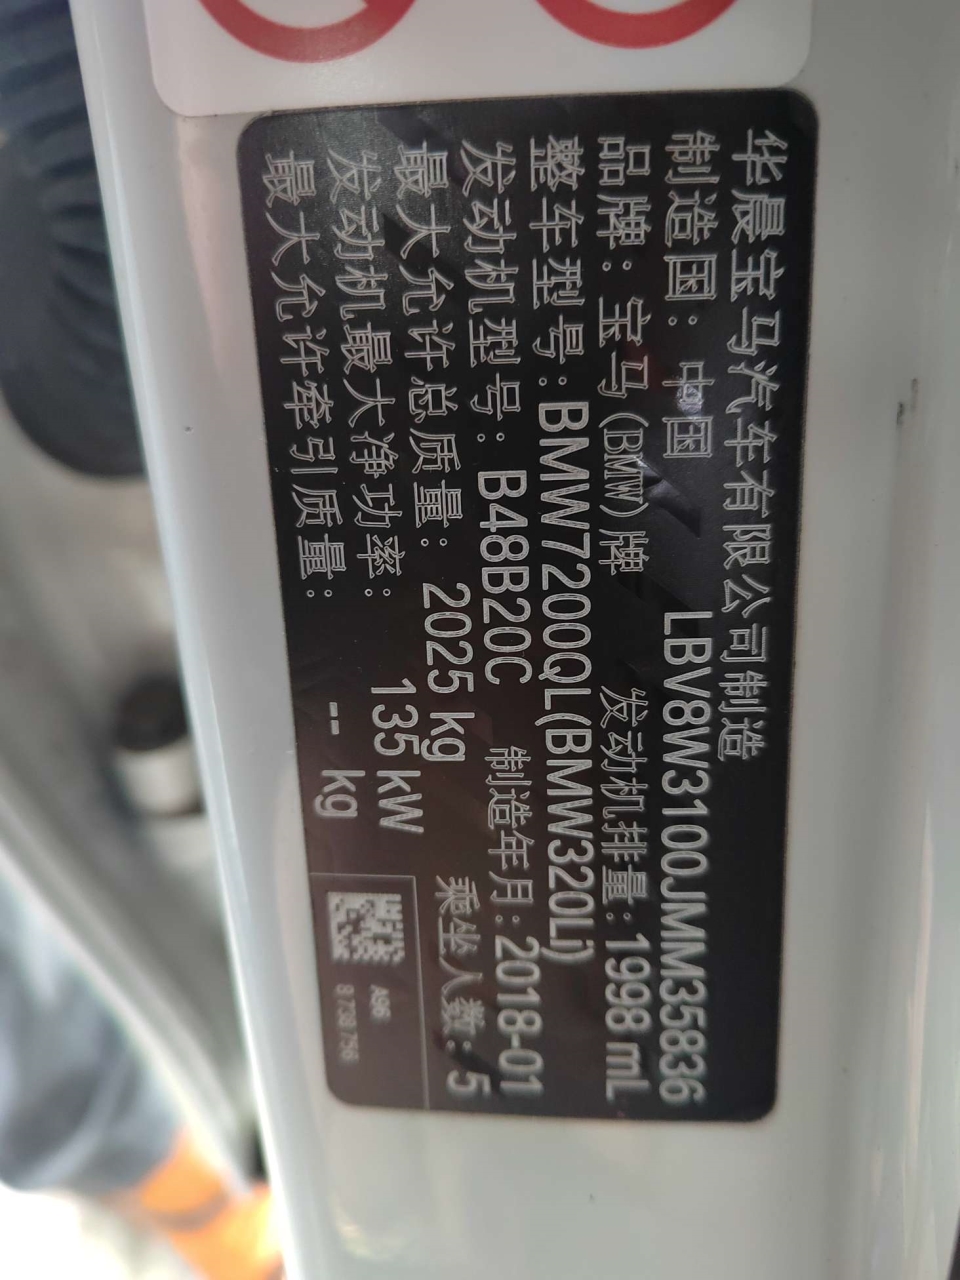 华晨宝马汽车有限公司制造
制造国：中国 LBV8W3100JMM35836
品牌：宝马(BMW)牌 发动机排量：1998 mL
整车型号：BMW7200QL(BMW320Li)
发动机型号：B48B20C 制造年月：2018-01
最大允许总质量：2025 kg 乘坐人数：5
发动机最大净功率：135 kW
最大允许牵引质量：-- kg
A96
8 738 756